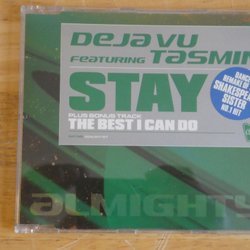 DEJA VU
FEATURING TASMIN
STAY
DANCE
REMAKE OF
SHAKESPEAR
SISTER
NO.1 HIT
PLUS BONUS TRACK
THE BEST I CAN DO
ALMIGHTY